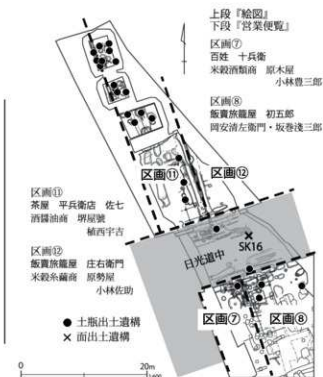 上段『絵図』
下段『営業便覧』
区画⑦
百姓 十兵衛
米穀酒類商 原木屋
小林豊三郎
区画⑧
飯賣旅籠屋 初五郎
岡安清左衛門・坂巻淺三郎
区画⑪
区画⑫
区画⑪
茶屋 平兵衛店 佐七
酒醤油商 堺屋號
植西宇吉
区画⑫
飯賣旅籠屋 庄右衛門
米穀糸繭商 原勢屋
小林佐助
日光道中
SK16
区画⑦
区画⑧
● 土瓶出土遺構
× 面出土遺構
0
20m